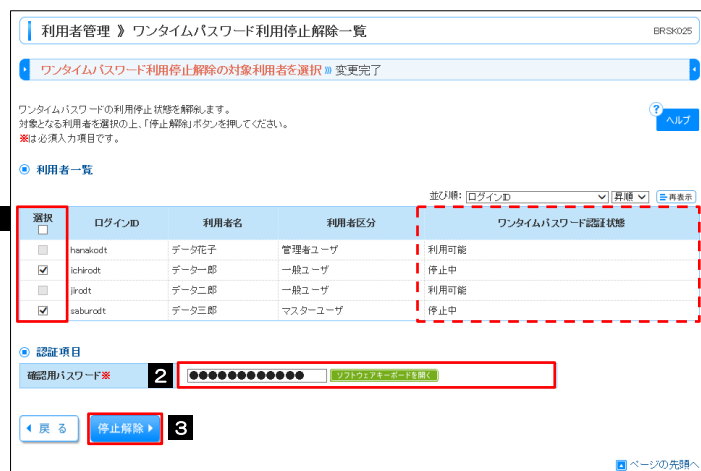 利用者管理 》 ワンタイムパスワード利用停止解除一覧
BRSK025
ワンタイムパスワード利用停止解除の対象利用者を選択 》 変更完了
ワンタイムパスワードの利用停止状態を解除します。
対象となる利用者を選択の上、「停止解除」ボタンを押してください。
※は必須入力項目です。
? ヘルプ
利用者一覧
並び順： ログインID 昇順 再表示
選択 ログインID 利用者名 利用者区分 ワンタイムパスワード認証状態
hanakodt データ花子 管理者ユーザ 利用可能
ichirodt データ一郎 一般ユーザ 停止中
jirodt データ二郎 一般ユーザ 利用可能
saburodt データ三郎 マスターユーザ 停止中
認証項目
確認用パスワード※ 2 ●●●●●●●●●●●● ソフトウェアキーボードを開く
戻る 停止解除 3
ページの先頭へ